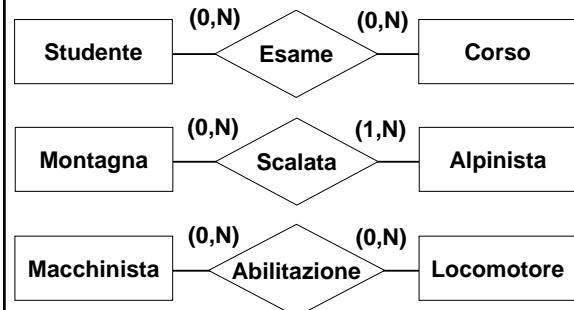 (0,N) (0,N)
Studente Esame Corso
(0,N) (1,N)
Montagna Scalata Alpinista
(0,N) (0,N)
Macchinista Abilitazione Locomotore